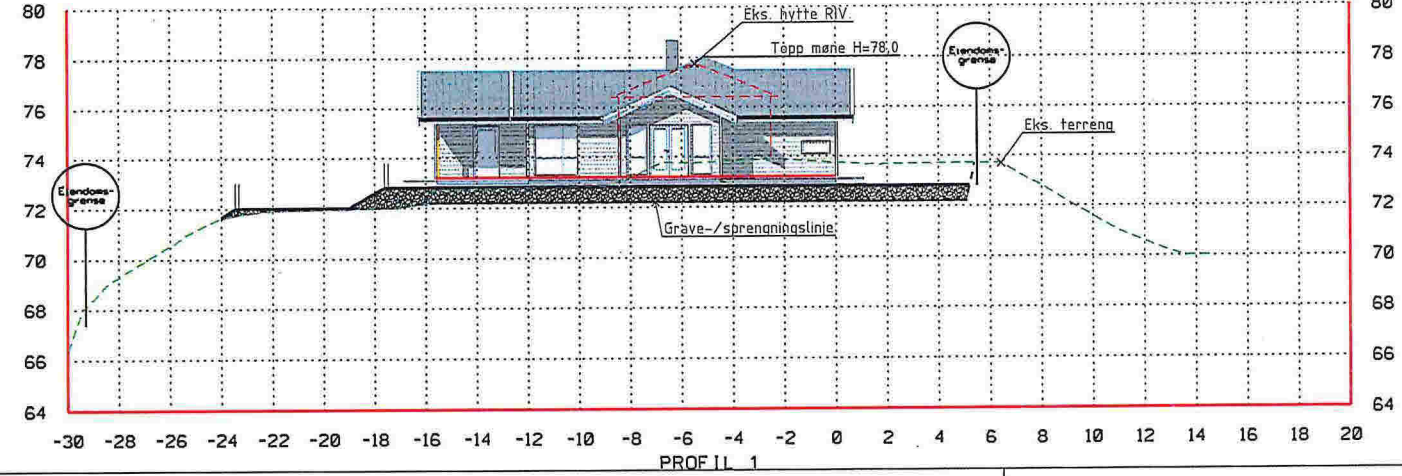 80 80
Eks. hytte RIV.
Topp møne H=78,0
Eiendoms-
grense
78 78
76 76
Eks. terreng
74 74
Eiendoms-
grense
72 72
Grave-/sprengningslinje
70 70
68 68
66 66
64 64
-30 -28 -26 -24 -22 -20 -18 -16 -14 -12 -10 -8 -6 -4 -2 0 2 4 6 8 10 12 14 16 18 20
PROFIL 1